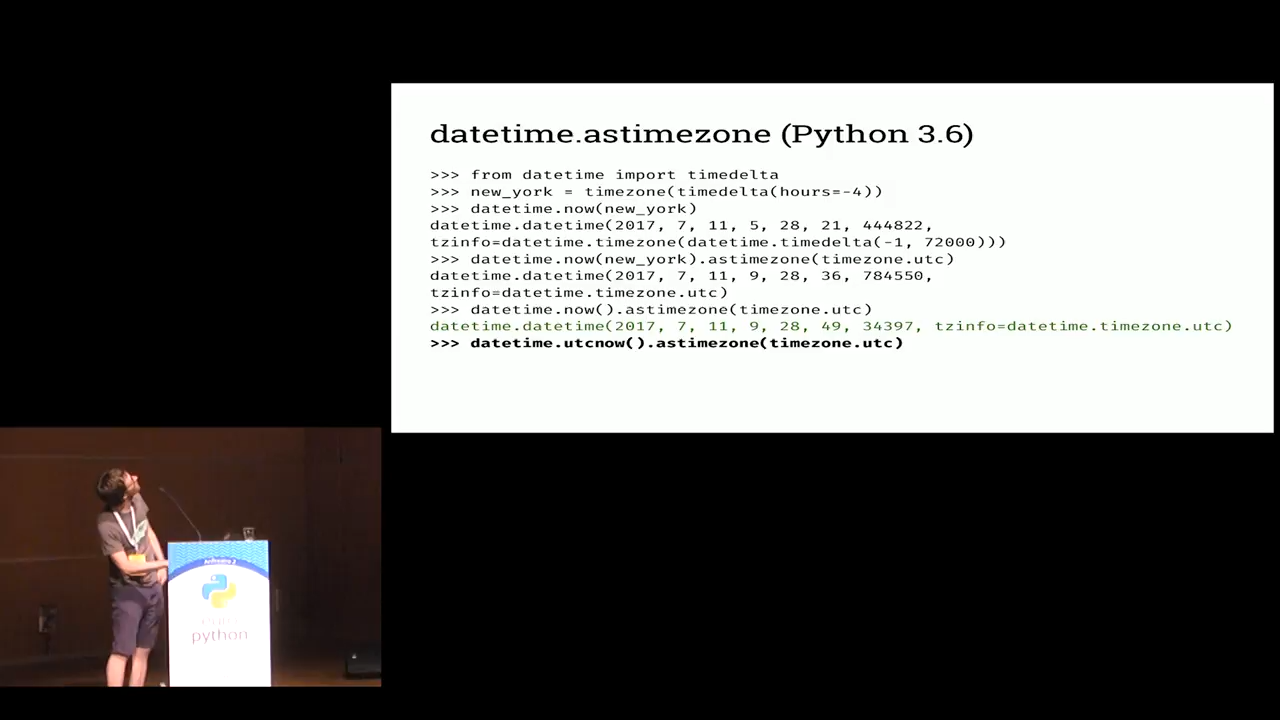 datetime.astimezone (Python 3.6)
>>> from datetime import timedelta
>>> new_york = timezone(timedelta(hours=-4))
>>> datetime.now(new_york)
datetime.datetime(2017, 7, 11, 5, 28, 21, 444822,
tzinfo=datetime.timezone(datetime.timedelta(-1, 72000)))
>>> datetime.now(new_york).astimezone(timezone.utc)
datetime.datetime(2017, 7, 11, 9, 28, 36, 784550,
tzinfo=datetime.timezone.utc)
>>> datetime.now().astimezone(timezone.utc)
datetime.datetime(2017, 7, 11, 9, 28, 49, 34397, tzinfo=datetime.timezone.utc)
>>> datetime.utcnow().astimezone(timezone.utc)
python